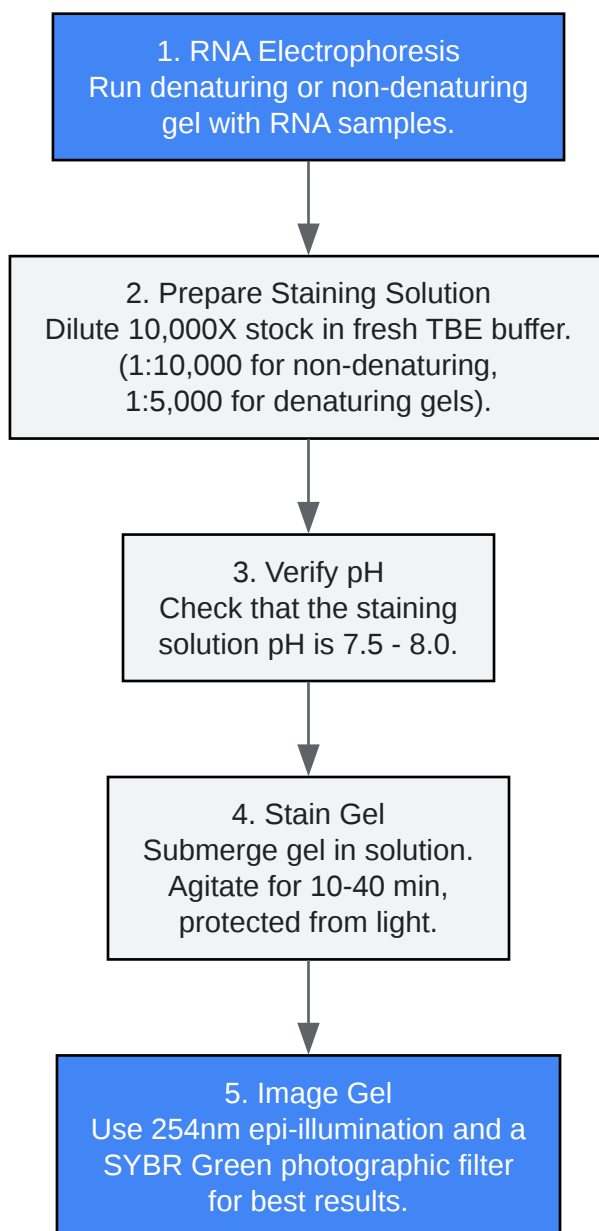 1. RNA Electrophoresis
Run denaturing or non-denaturing
gel with RNA samples.
2. Prepare Staining Solution
Dilute 10,000X stock in fresh TBE buffer.
(1:10,000 for non-denaturing,
1:5,000 for denaturing gels).
3. Verify pH
Check that the staining
solution pH is 7.5 - 8.0.
4. Stain Gel
Submerge gel in solution.
Agitate for 10-40 min,
protected from light.
5. Image Gel
Use 254nm epi-illumination and a
SYBR Green photographic filter
for best results.